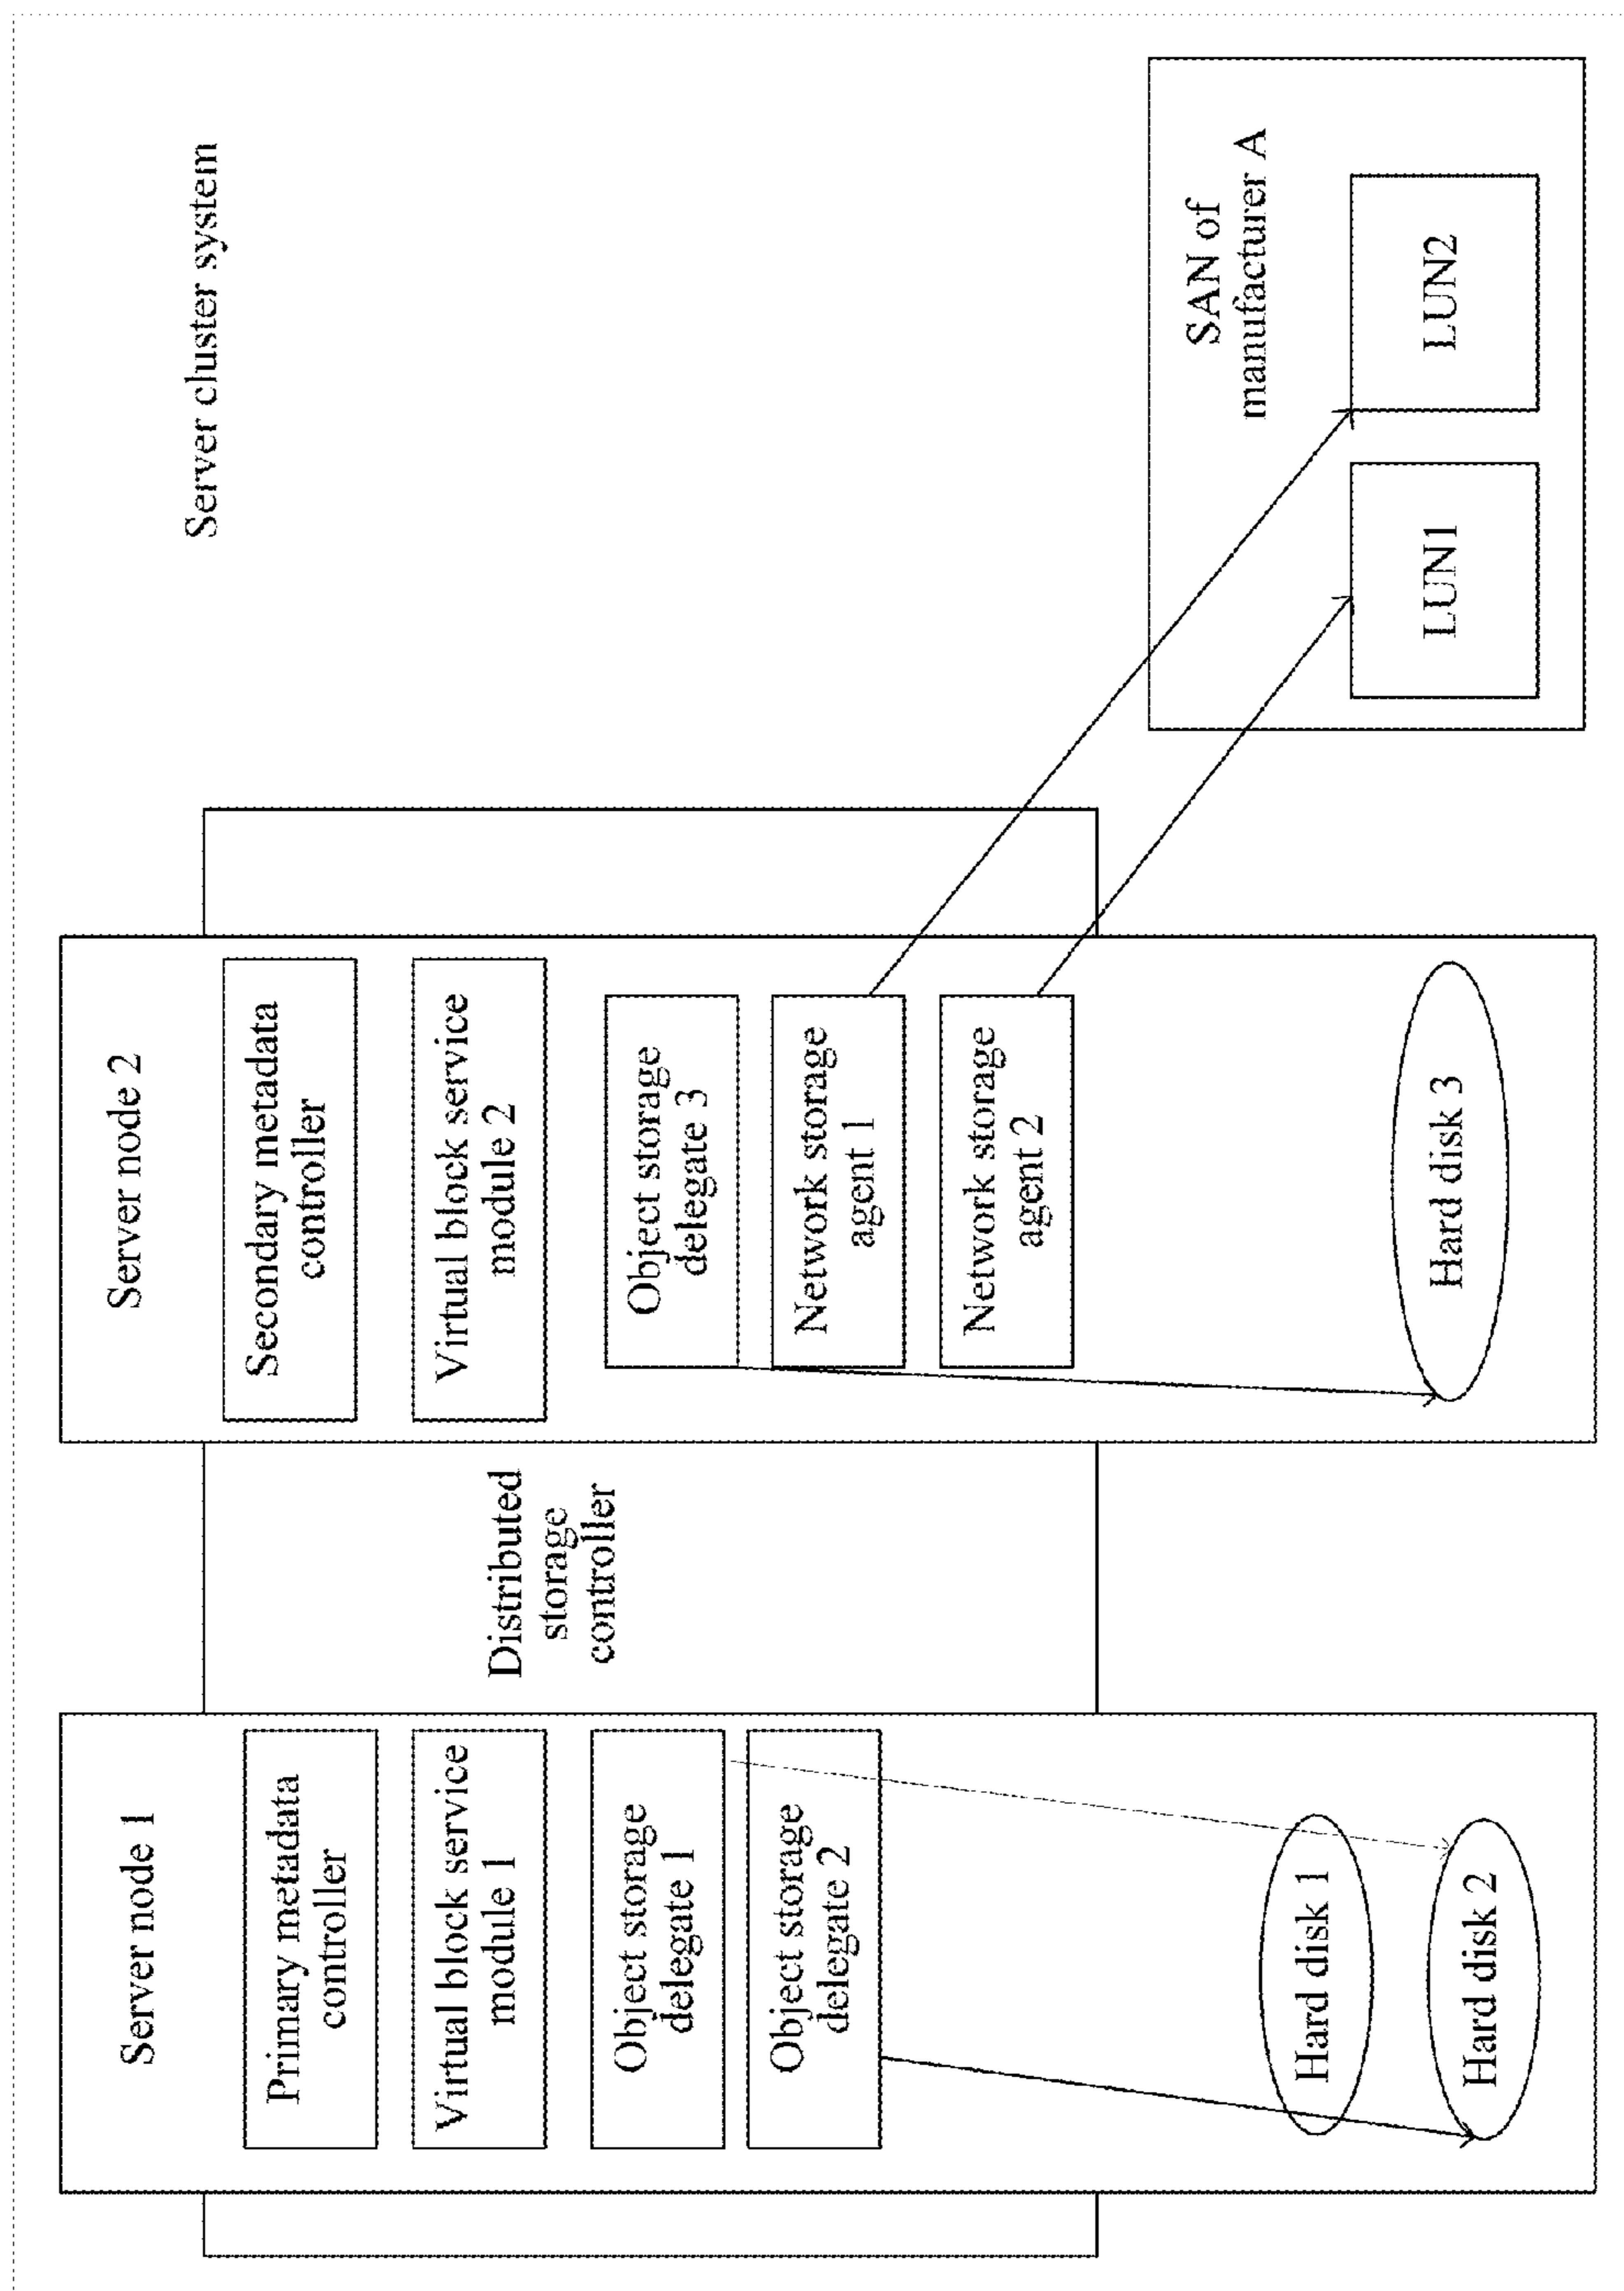 Server cluster system
Server node 1
Primary metadata
controller
Virtual block service
module 1
Object storage
delegate 1
Object storage
delegate 2
Hard disk 1
Hard disk 2
Distributed
storage
controller
Server node 2
Secondary metadata
controller
Virtual block service
module 2
Object storage
delegate 3
Network storage
agent 1
Network storage
agent 2
Hard disk 3
SAN of
manufacturer A
LUN1
LUN2